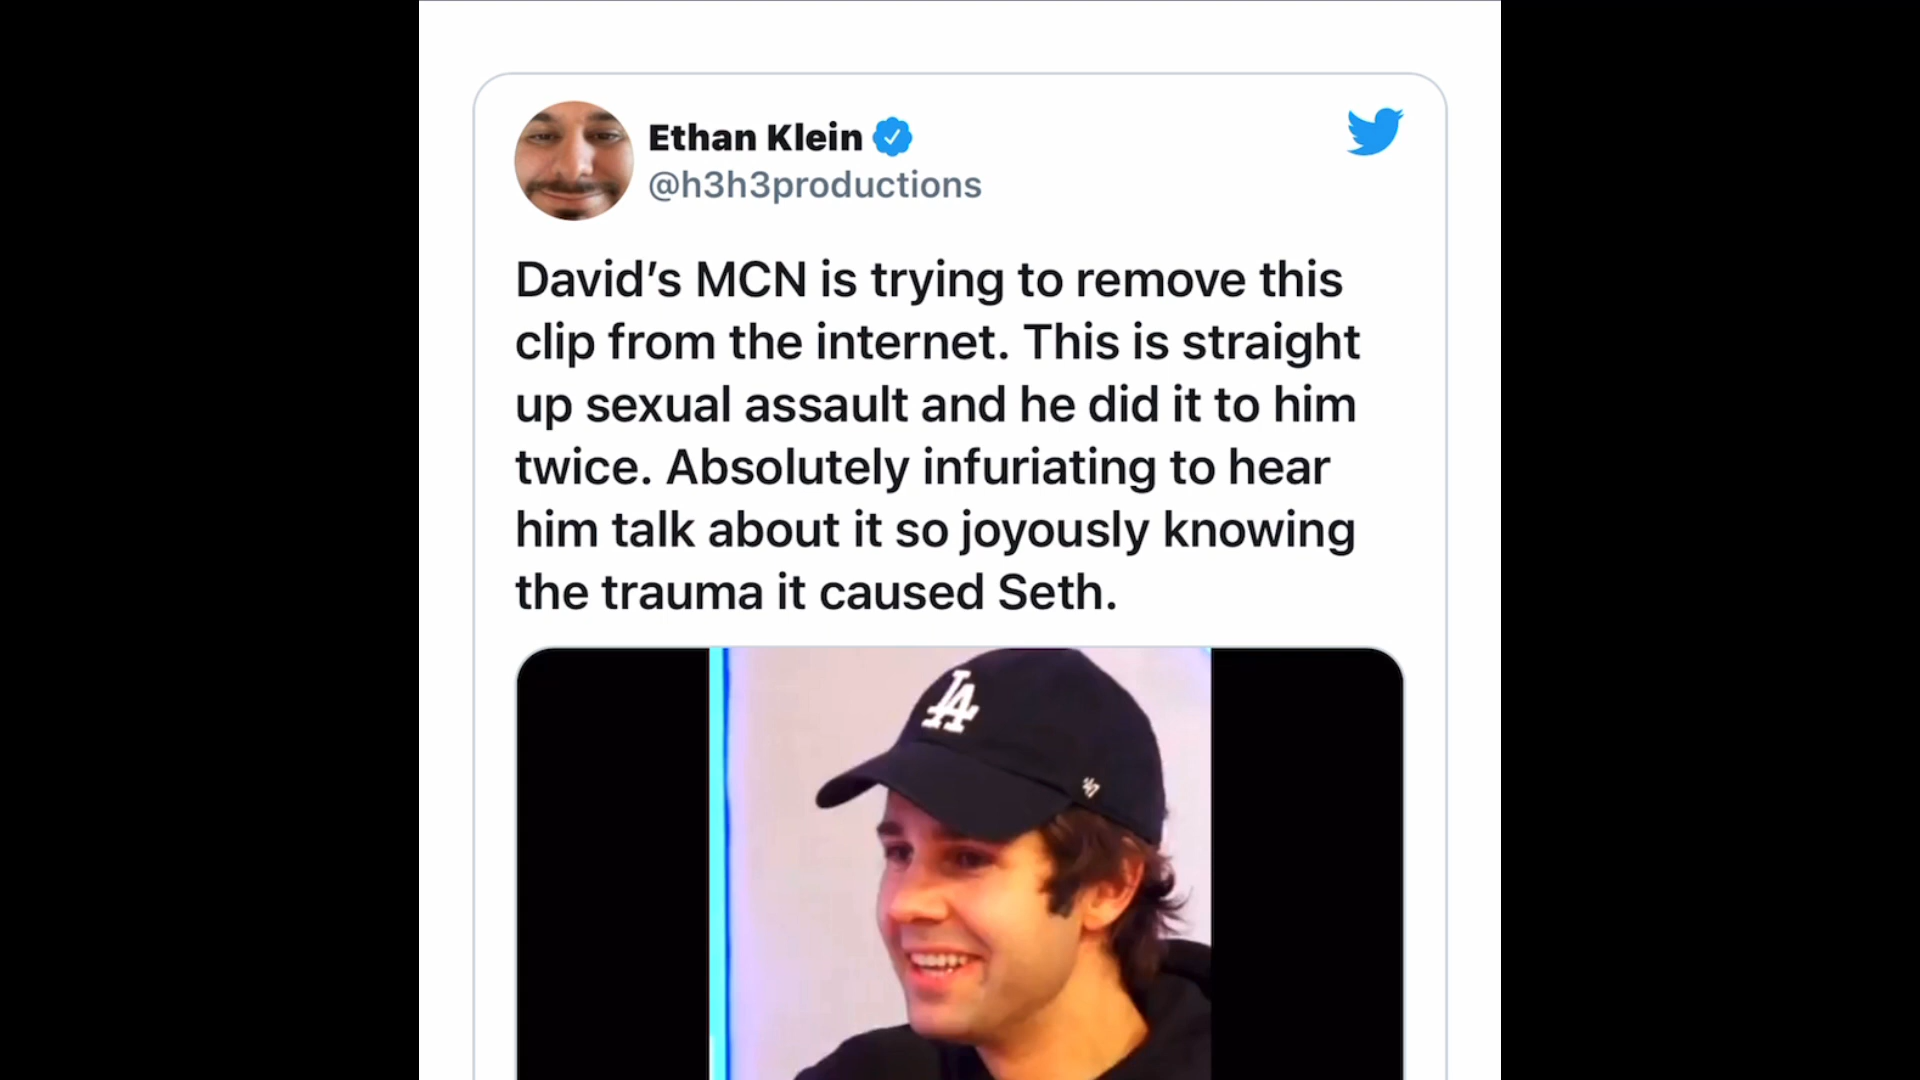 Ethan Klein
@h3h3productions
David’s MCN is trying to remove this
clip from the internet. This is straight
up sexual assault and he did it to him
twice. Absolutely infuriating to hear
him talk about it so joyously knowing
the trauma it caused Seth.
LA
47